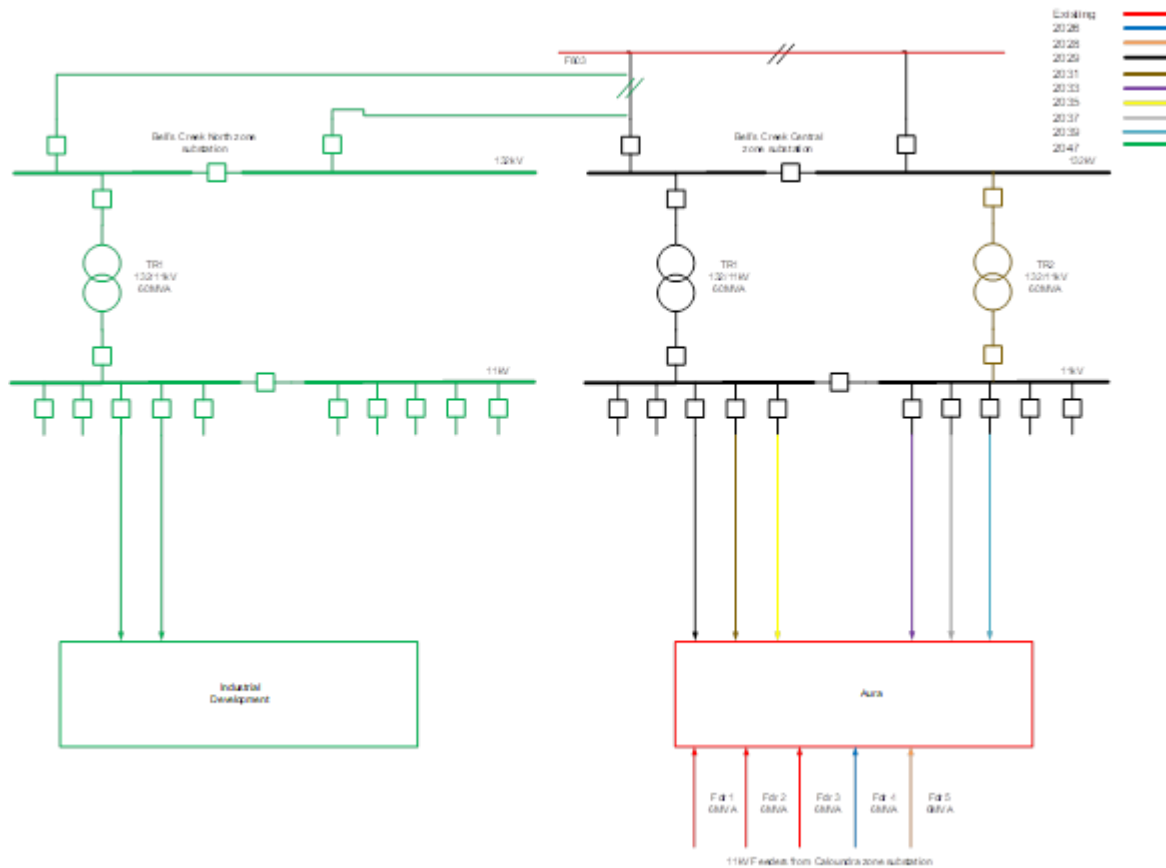 Existing
2026
2028
2029
2031
2033
2035
2037
2039
2047
F603
Bell's Creek North zone
substation
132kV
Bell's Creek Central
zone substation
132kV
TR1
132/11kV
60MVA
TR1
132/11kV
60MVA
TR2
132/11kV
60MVA
11kV
11kV
Industrial
Development
Aura
Fdr 1
6MVA
Fdr 2
6MVA
Fdr 3
6MVA
Fdr 4
6MVA
Fdr 5
6MVA
11kV Feeders from Caloundra zone substation